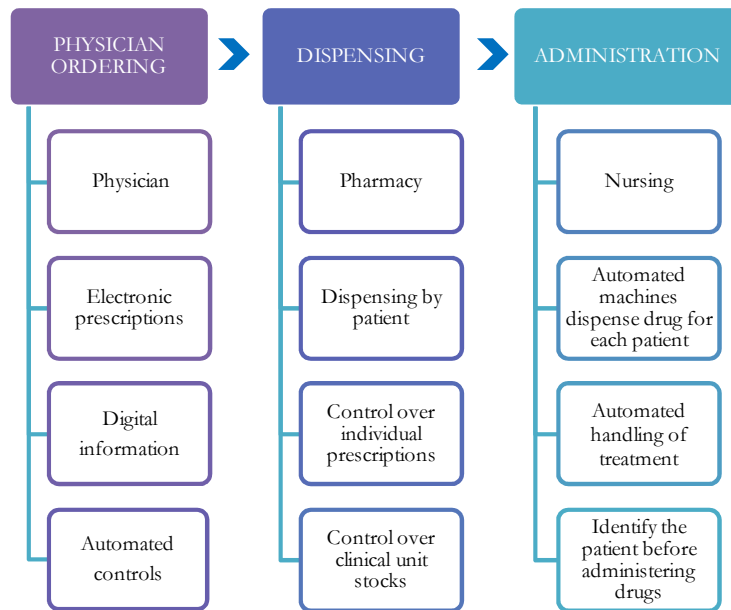 PHYSICIAN
ORDERING
Physician
Electronic
prescriptions
Digital
information
Automated
controls
DISPENSING
Pharmacy
Dispensing by
patient
Control over
individual
prescriptions
Control over
clinical unit
stocks
ADMINISTRATION
Nursing
Automated
machines
dispense drug for
each patient
Automated
handling of
treatment
Identify the
patient before
administering
drugs